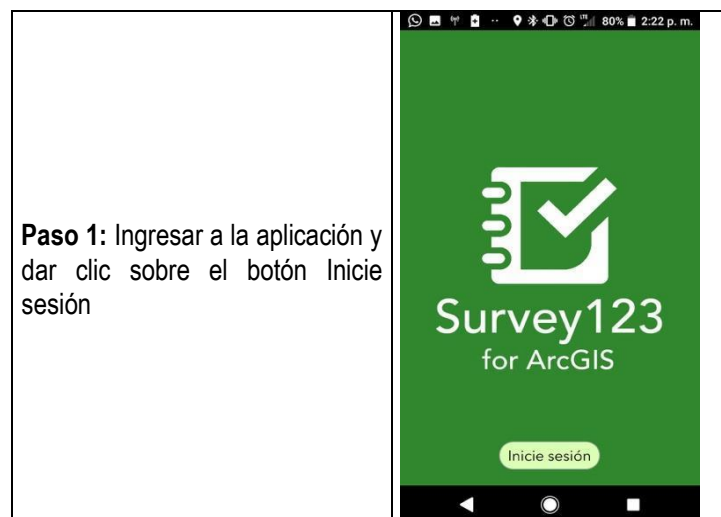 Paso 1: Ingresar a la aplicación y
dar clic sobre el botón Inicie
sesión
LTE 80% 2:22 p. m.
Survey123
for ArcGIS
Inicie sesión